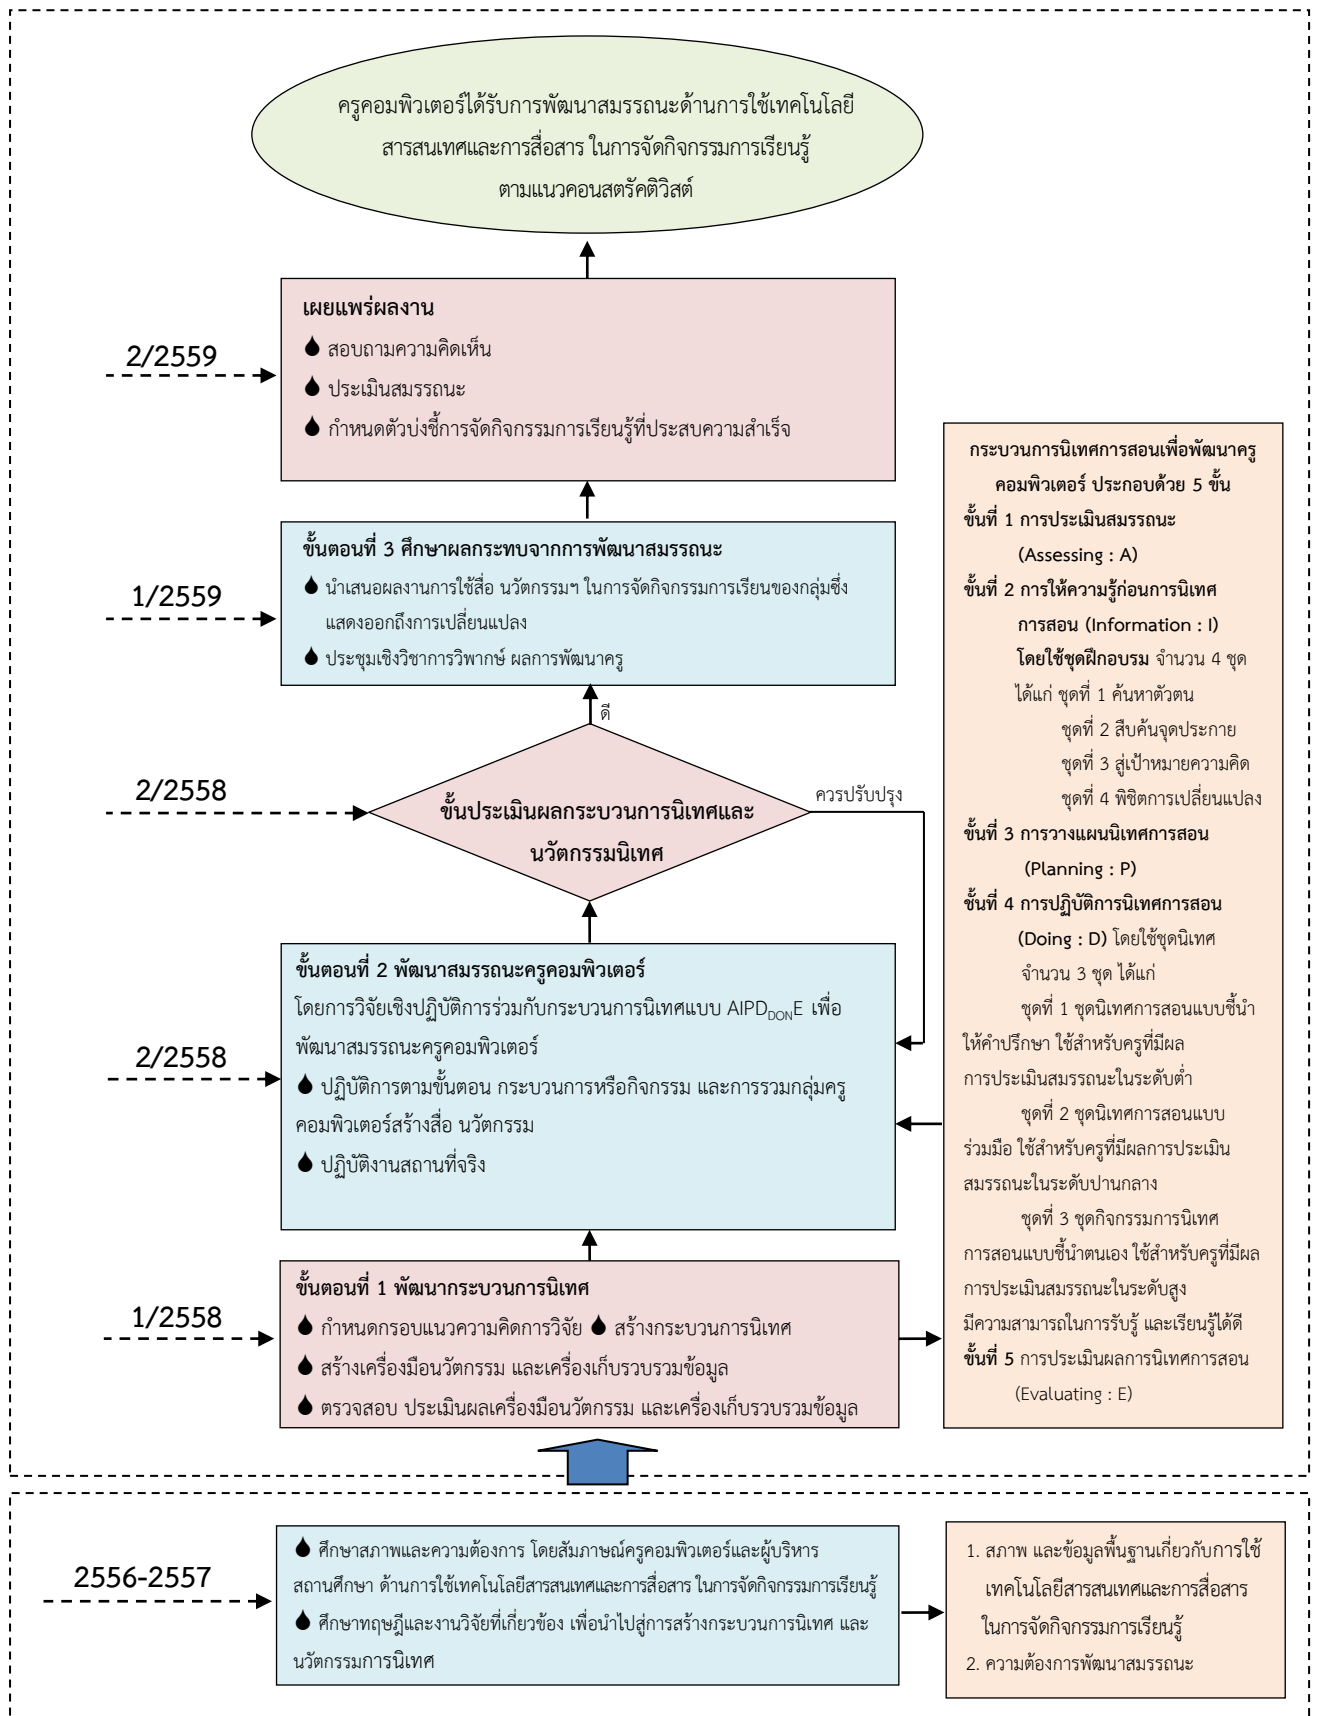 ครูคอมพิวเตอร์ได้รับการพัฒนาสมรรถนะด้านการใช้เทคโนโลยี
สารสนเทศและการสื่อสาร ในการจัดกิจกรรมการเรียนรู้
ตามแนวคอนสตรัคติวิสต์
2/2559
เผยแพร่ผลงาน
สอบถามความคิดเห็น
ประเมินสมรรถนะ
กำหนดตัวบ่งชี้การจัดกิจกรรมการเรียนรู้ที่ประสบความสำเร็จ
1/2559
ขั้นตอนที่ 3 ศึกษาผลกระทบจากการพัฒนาสมรรถนะ
นำเสนอผลงานการใช้สื่อ นวัตกรรมฯ ในการจัดกิจกรรมการเรียนของกลุ่มซึ่ง
แสดงออกถึงการเปลี่ยนแปลง
ประชุมเชิงวิชาการวิพากษ์ ผลการพัฒนาครู
ดี
2/2558
ขั้นประเมินผลกระบวนการนิเทศและ
นวัตกรรมนิเทศ
ควรปรับปรุง
2/2558
ขั้นตอนที่ 2 พัฒนาสมรรถนะครูคอมพิวเตอร์
โดยการวิจัยเชิงปฏิบัติการร่วมกับกระบวนการนิเทศแบบ AIPDDONE เพื่อ
พัฒนาสมรรถนะครูคอมพิวเตอร์
ปฏิบัติการตามขั้นตอน กระบวนการหรือกิจกรรม และการรวมกลุ่มครู
คอมพิวเตอร์สร้างสื่อ นวัตกรรม
ปฏิบัติงานสถานที่จริง
1/2558
ขั้นตอนที่ 1 พัฒนากระบวนการนิเทศ
กำหนดกรอบแนวความคิดการวิจัย สร้างกระบวนการนิเทศ
สร้างเครื่องมือนวัตกรรม และเครื่องเก็บรวบรวมข้อมูล
ตรวจสอบ ประเมินผลเครื่องมือนวัตกรรม และเครื่องเก็บรวบรวมข้อมูล
กระบวนการนิเทศการสอนเพื่อพัฒนาครู
คอมพิวเตอร์ ประกอบด้วย 5 ขั้น
ขั้นที่ 1 การประเมินสมรรถนะ
(Assessing : A)
ขั้นที่ 2 การให้ความรู้ก่อนการนิเทศ
การสอน (Information : I)
โดยใช้ชุดฝึกอบรม จำนวน 4 ชุด
ได้แก่ ชุดที่ 1 ค้นหาตัวตน
ชุดที่ 2 สืบค้นจุดประกาย
ชุดที่ 3 สู่เป้าหมายความคิด
ชุดที่ 4 พิชิตการเปลี่ยนแปลง
ขั้นที่ 3 การวางแผนนิเทศการสอน
(Planning : P)
ชั้นที่ 4 การปฏิบัติการนิเทศการสอน
(Doing : D) โดยใช้ชุดนิเทศ
จำนวน 3 ชุด ได้แก่
ชุดที่ 1 ชุดนิเทศการสอนแบบชี้นำ
ให้คำปรึกษา ใช้สำหรับครูที่มีผล
การประเมินสมรรถนะในระดับต่ำ
ชุดที่ 2 ชุดนิเทศการสอนแบบ
ร่วมมือ ใช้สำหรับครูที่มีผลการประเมิน
สมรรถนะในระดับปานกลาง
ชุดที่ 3 ชุดกิจกรรมการนิเทศ
การสอนแบบชี้นำตนเอง ใช้สำหรับครูที่มีผล
การประเมินสมรรถนะในระดับสูง
มีความสามารถในการรับรู้ และเรียนรู้ได้ดี
ขั้นที่ 5 การประเมินผลการนิเทศการสอน
(Evaluating : E)
2556-2557
ศึกษาสภาพและความต้องการ โดยสัมภาษณ์ครูคอมพิวเตอร์และผู้บริหาร
สถานศึกษา ด้านการใช้เทคโนโลยีสารสนเทศและการสื่อสาร ในการจัดกิจกรรมการเรียนรู้
ศึกษาทฤษฎีและงานวิจัยที่เกี่ยวข้อง เพื่อนำไปสู่การสร้างกระบวนการนิเทศ และ
นวัตกรรมการนิเทศ
1. สภาพ และข้อมูลพื้นฐานเกี่ยวกับการใช้
เทคโนโลยีสารสนเทศและการสื่อสาร
ในการจัดกิจกรรมการเรียนรู้
2. ความต้องการพัฒนาสมรรถนะ